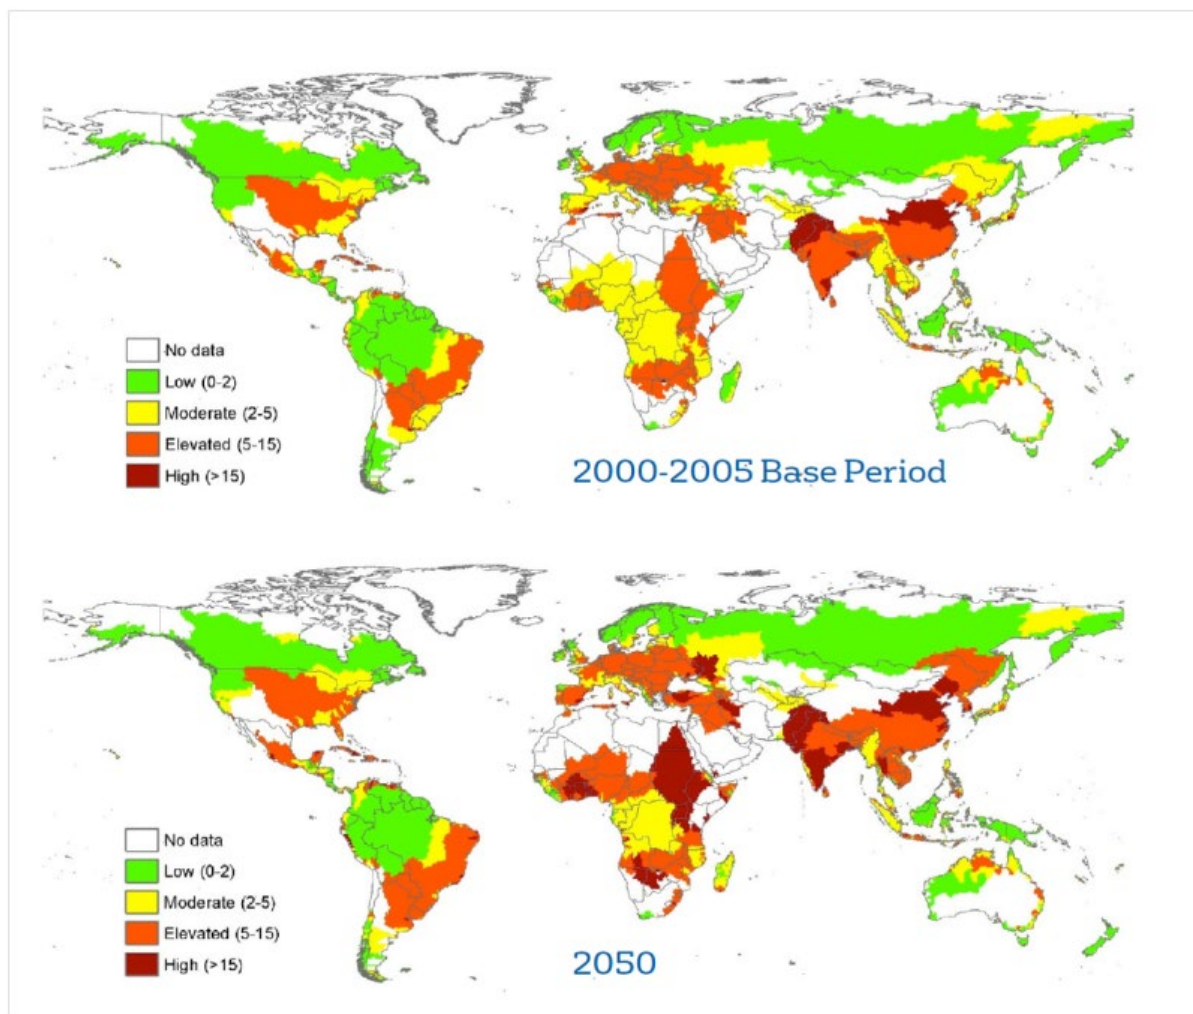 No data
Low (0-2)
Moderate (2-5)
Elevated (5-15)
High (>15)
2000-2005 Base Period
No data
Low (0-2)
Moderate (2-5)
Elevated (5-15)
High (>15)
2050